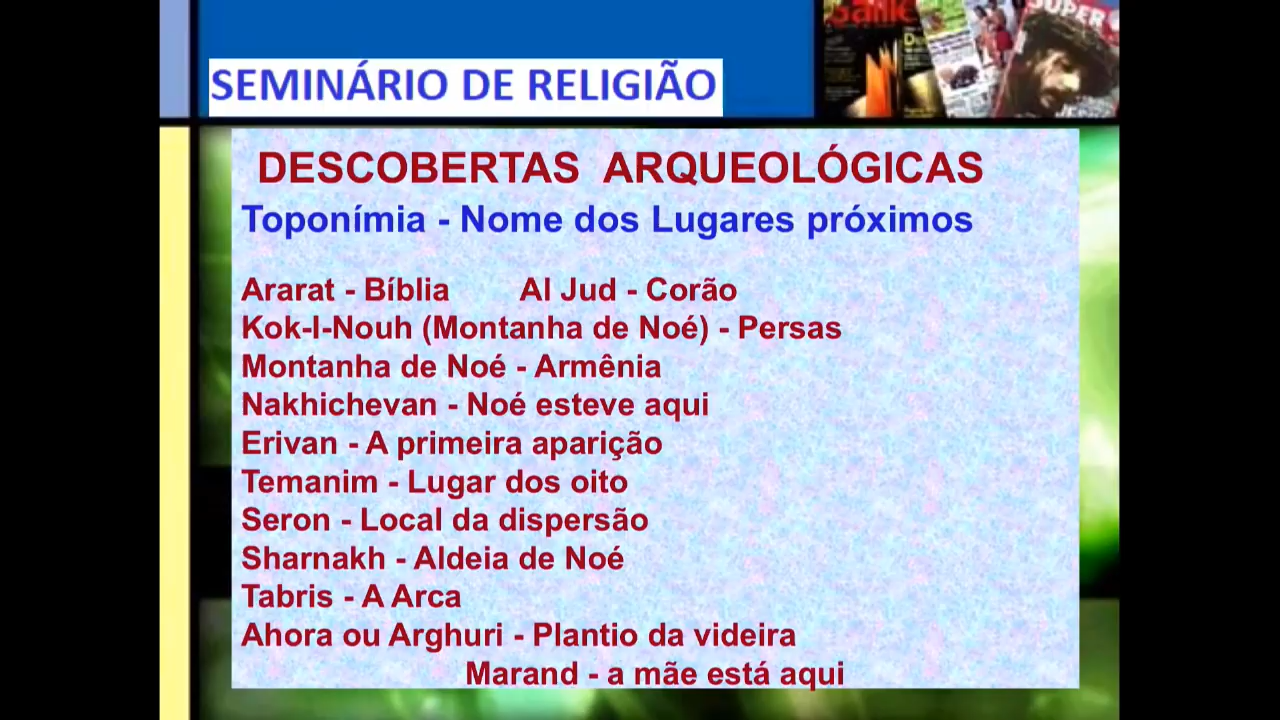 SUPER
SEMINÁRIO DE RELIGIÃO
DESCOBERTAS ARQUEOLÓGICAS
Toponímia - Nome dos Lugares próximos
Ararat - Bíblia Al Jud - Corão
Kok-I-Nouh (Montanha de Noé) - Persas
Montanha de Noé - Armênia
Nakhichevan - Noé esteve aqui
Erivan - A primeira aparição
Temanim - Lugar dos oito
Seron - Local da dispersão
Sharnakh - Aldeia de Noé
Tabris - A Arca
Ahora ou Arghuri - Plantio da videira
Marand - a mãe está aqui